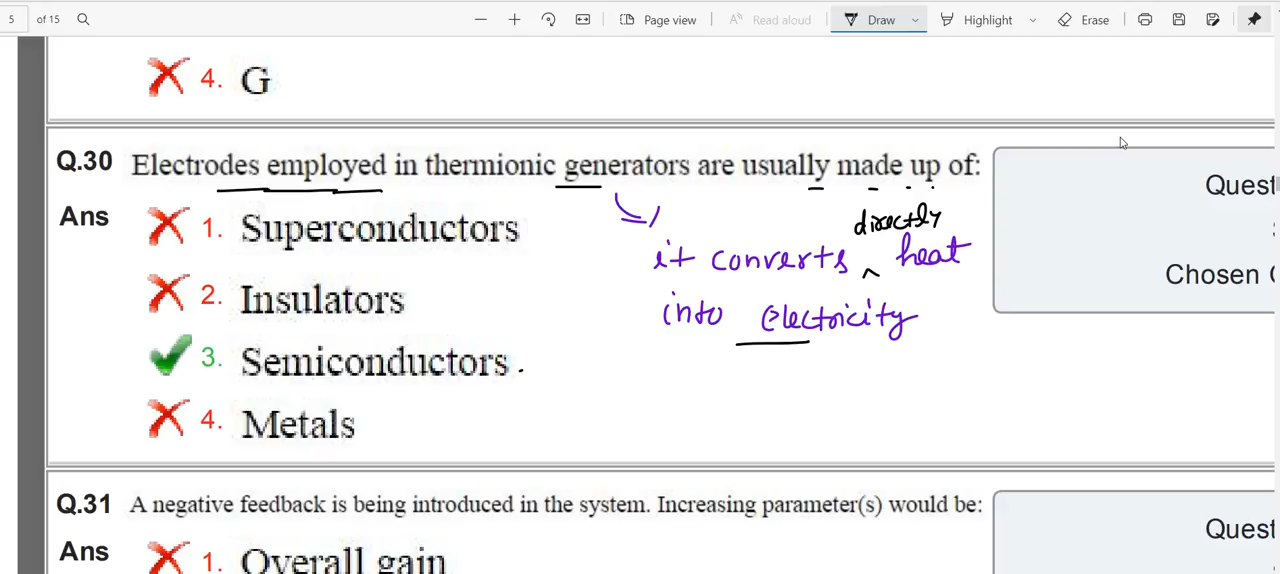 5 of 15 Page view Read aloud Draw Highlight Erase
4. G
Q.30 Electrodes employed in thermionic generators are usually made up of:
Ans
1. Superconductors
2. Insulators
3. Semiconductors.
4. Metals
directly
it converts ^ heat
into electricity
Quest
Chosen
Q.31 A negative feedback is being introduced in the system. Increasing parameter(s) would be:
Ans
1. Overall gain
Quest